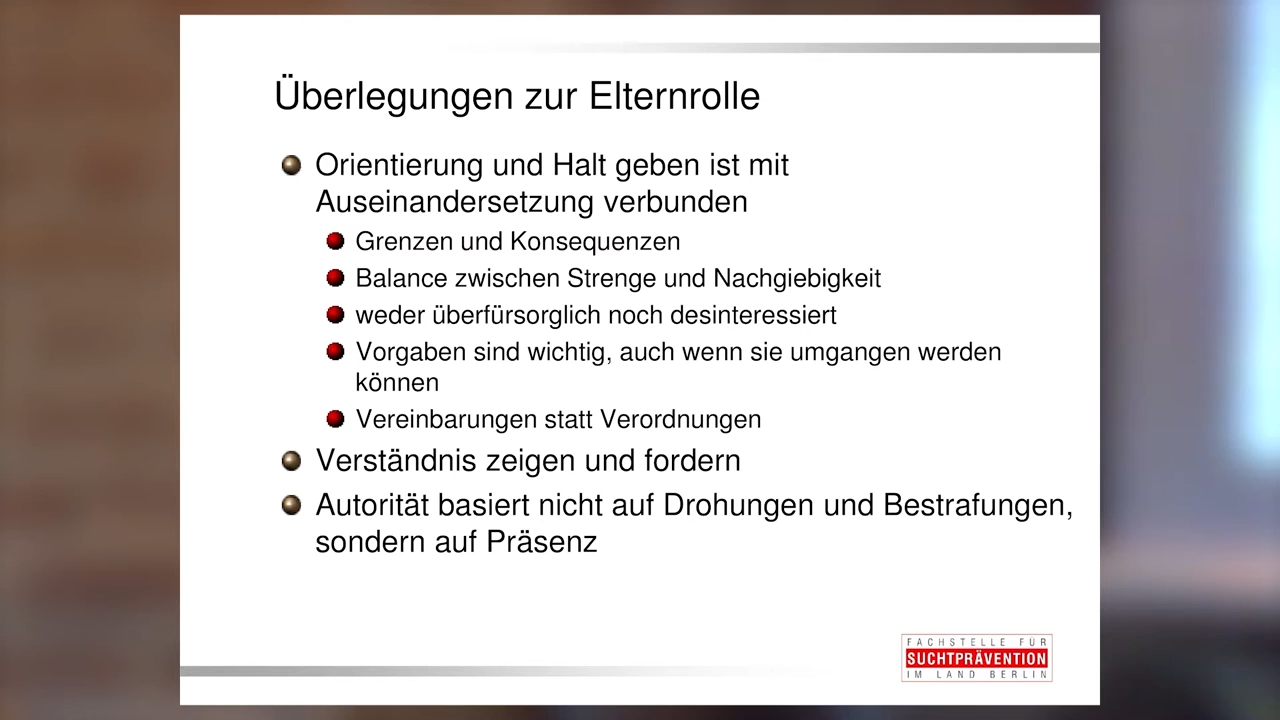 Überlegungen zur Elternrolle
Orientierung und Halt geben ist mit
Auseinandersetzung verbunden
Grenzen und Konsequenzen
Balance zwischen Strenge und Nachgiebigkeit
weder überfürsorglich noch desinteressiert
Vorgaben sind wichtig, auch wenn sie umgangen werden
können
Vereinbarungen statt Verordnungen
Verständnis zeigen und fordern
Autorität basiert nicht auf Drohungen und Bestrafungen,
sondern auf Präsenz
FACHSTELLE FÜR
SUCHTPRÄVENTION
IM LAND BERLIN